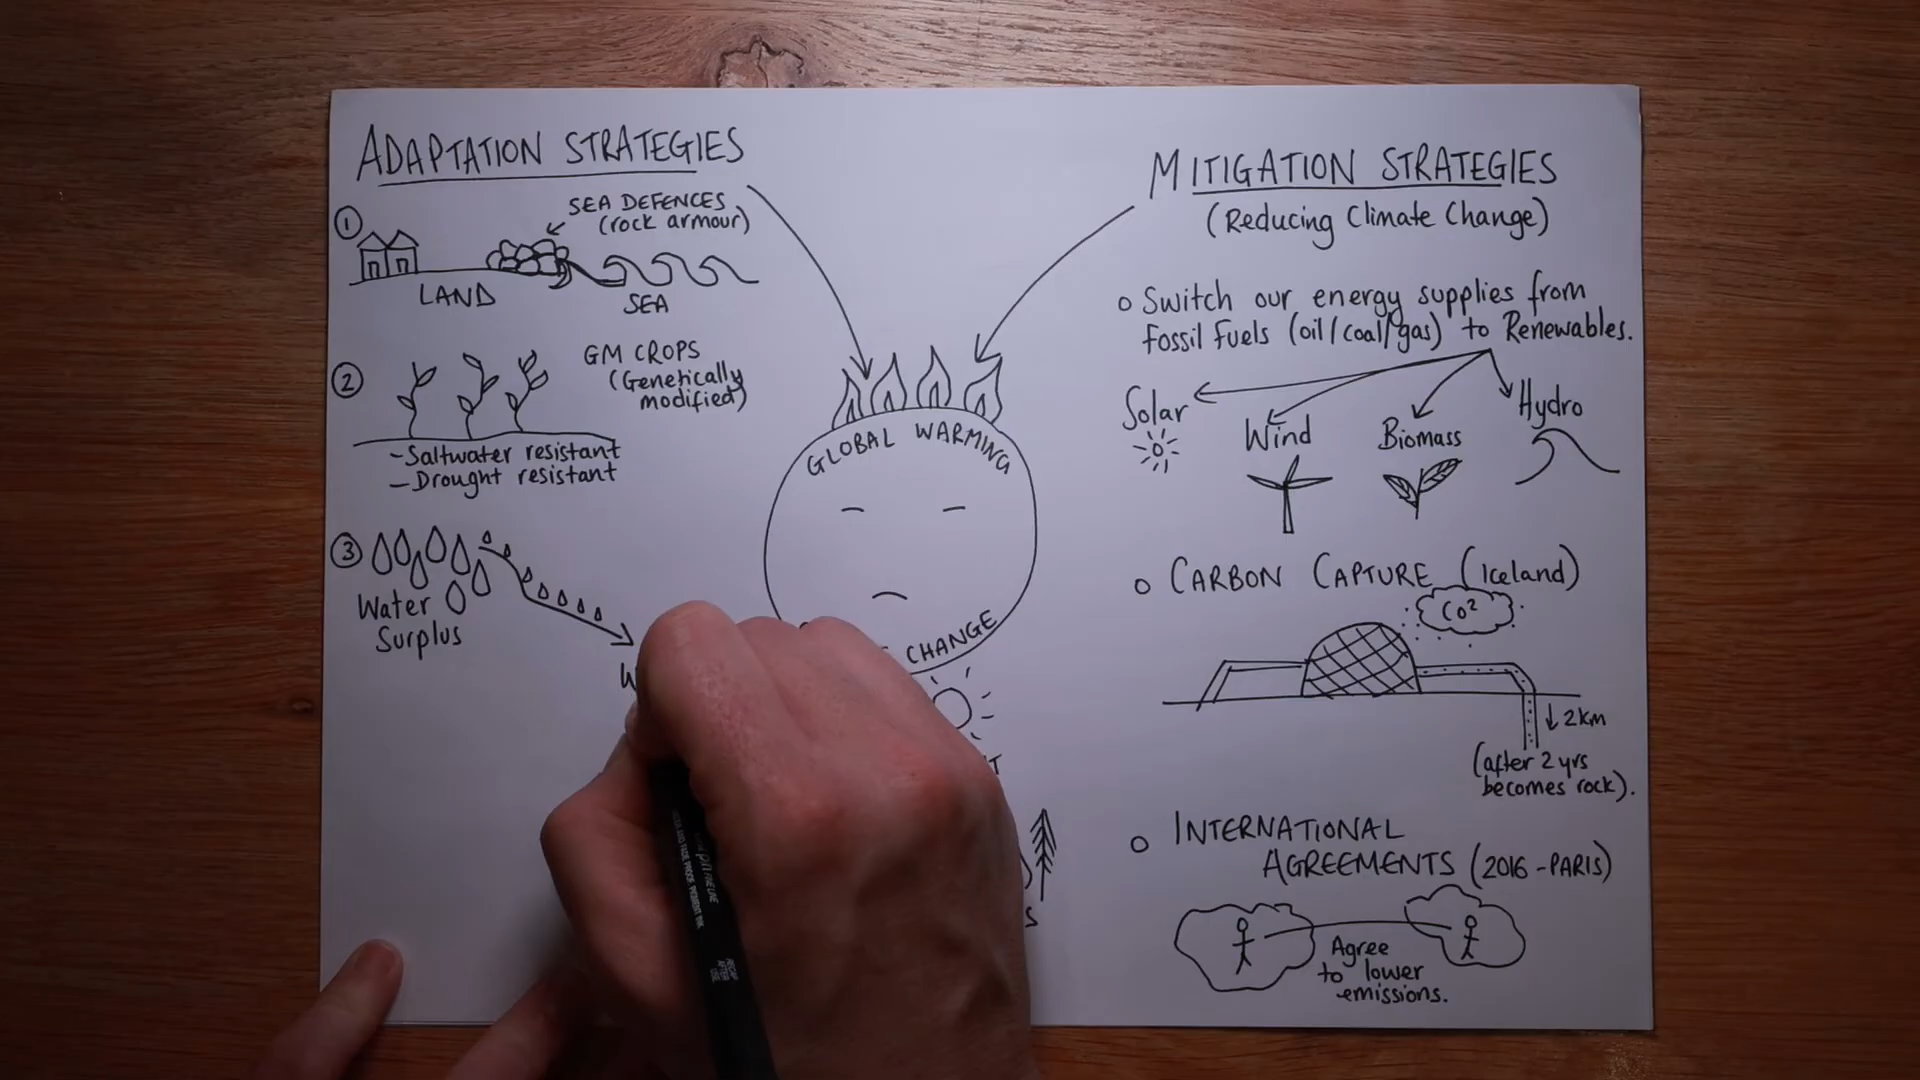 ADAPTATION STRATEGIES
1
SEA DEFENCES
(rock armour)
LAND
SEA
2
GM CROPS
(Genetically
modified)
-Saltwater resistant
-Drought resistant
3
Water
Surplus
GLOBAL WARMING
CHANGE
MITIGATION STRATEGIES
(Reducing Climate Change)
o Switch our energy supplies from
fossil fuels (oil/coal/gas) to Renewables.
Solar
Wind
Biomass
Hydro
o CARBON CAPTURE (Iceland)
CO²
↓ 2km
(after 2 yrs
becomes rock).
o INTERNATIONAL
AGREEMENTS (2016 -PARIS)
Agree
to lower
emissions.